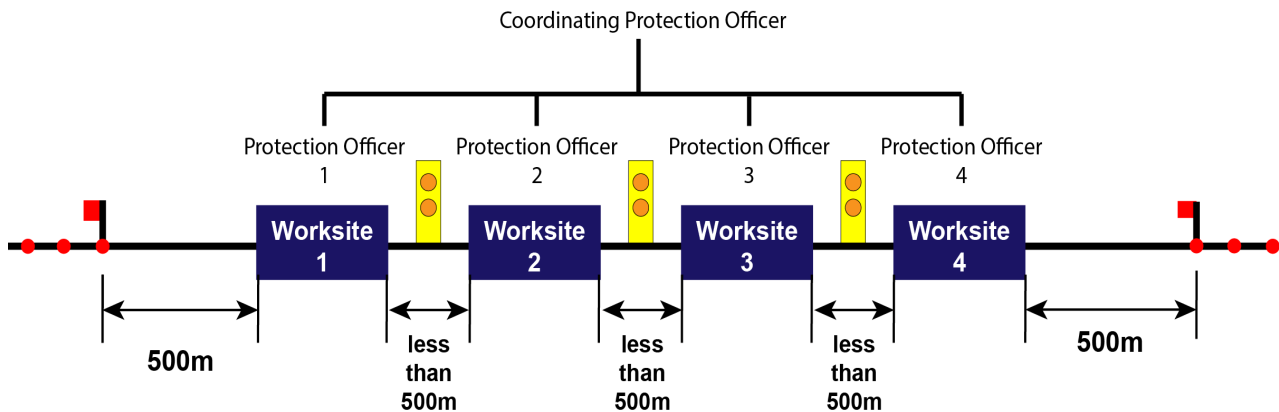 Coordinating Protection Officer
Protection Officer
1
Protection Officer
2
Protection Officer
3
Protection Officer
4
Worksite
1
Worksite
2
Worksite
3
Worksite
4
500m
less
than
500m
less
than
500m
less
than
500m
500m